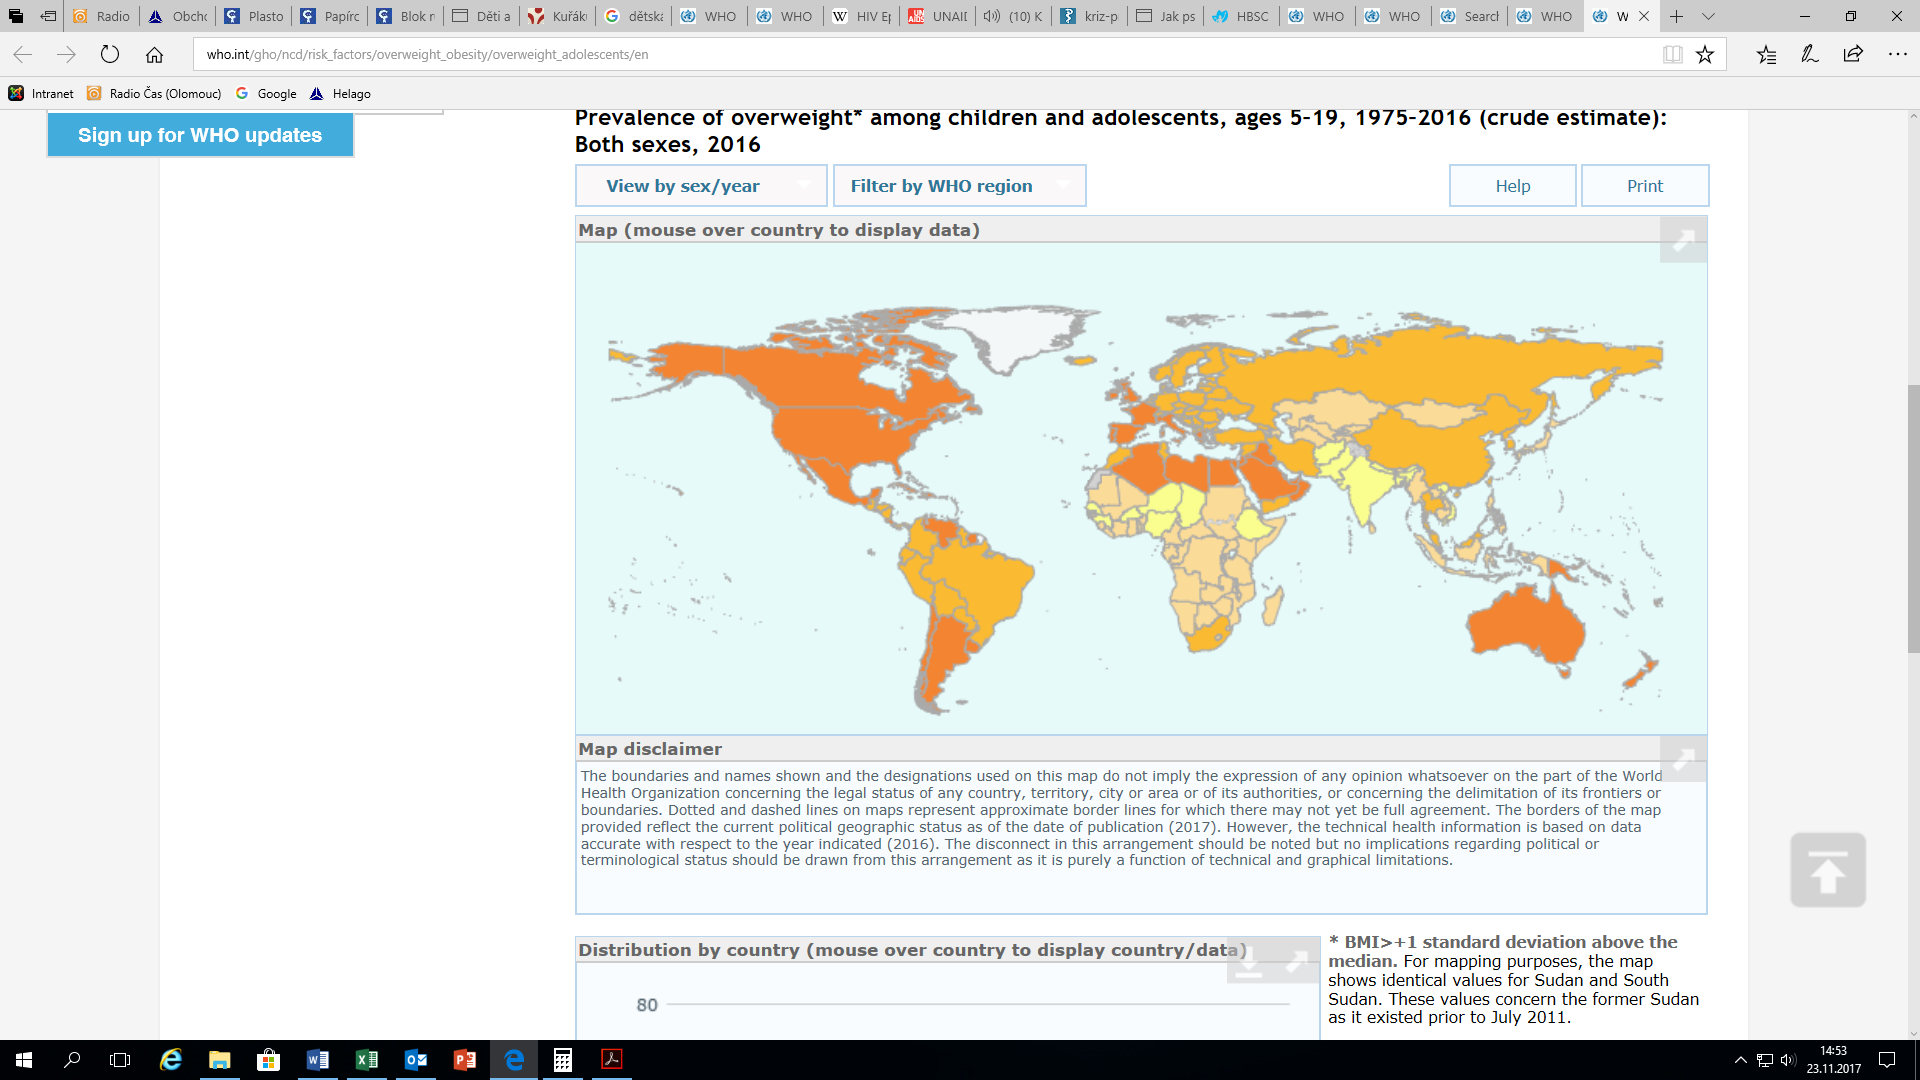 Radio
Obcho
Plasto
Papírc
Blok r
Děti a
Kuřáku
dětská
WHO
WHO
HIV Ep
UNAID
(10) K
kriz-p
Jak ps
HBSC
WHO
WHO
Search
WHO
W
who.int/gho/ncd/risk_factors/overweight_obesity/overweight_adolescents/en
Intranet
Radio Čas (Olomouc)
Google
Helago
Sign up for WHO updates
Prevalence of overweight* among children and adolescents, ages 5–19, 1975–2016 (crude estimate):
Both sexes, 2016
View by sex/year
Filter by WHO region
Help
Print
Map (mouse over country to display data)
Map disclaimer
The boundaries and names shown and the designations used on this map do not imply the expression of any opinion whatsoever on the part of the World
Health Organization concerning the legal status of any country, territory, city or area or of its authorities, or concerning the delimitation of its frontiers or
boundaries. Dotted and dashed lines on maps represent approximate border lines for which there may not yet be full agreement. The borders of the map
provided reflect the current political geographic status as of the date of publication (2017). However, the technical health information is based on data
accurate with respect to the year indicated (2016). The disconnect in this arrangement should be noted but no implications regarding political or
terminological status should be drawn from this arrangement as it is purely a function of technical and graphical limitations.
Distribution by country (mouse over country to display country/data)
80
* BMI>+1 standard deviation above the
median. For mapping purposes, the map
shows identical values for Sudan and South
Sudan. These values concern the former Sudan
as it existed prior to July 2011.
14:53
23.11.2017